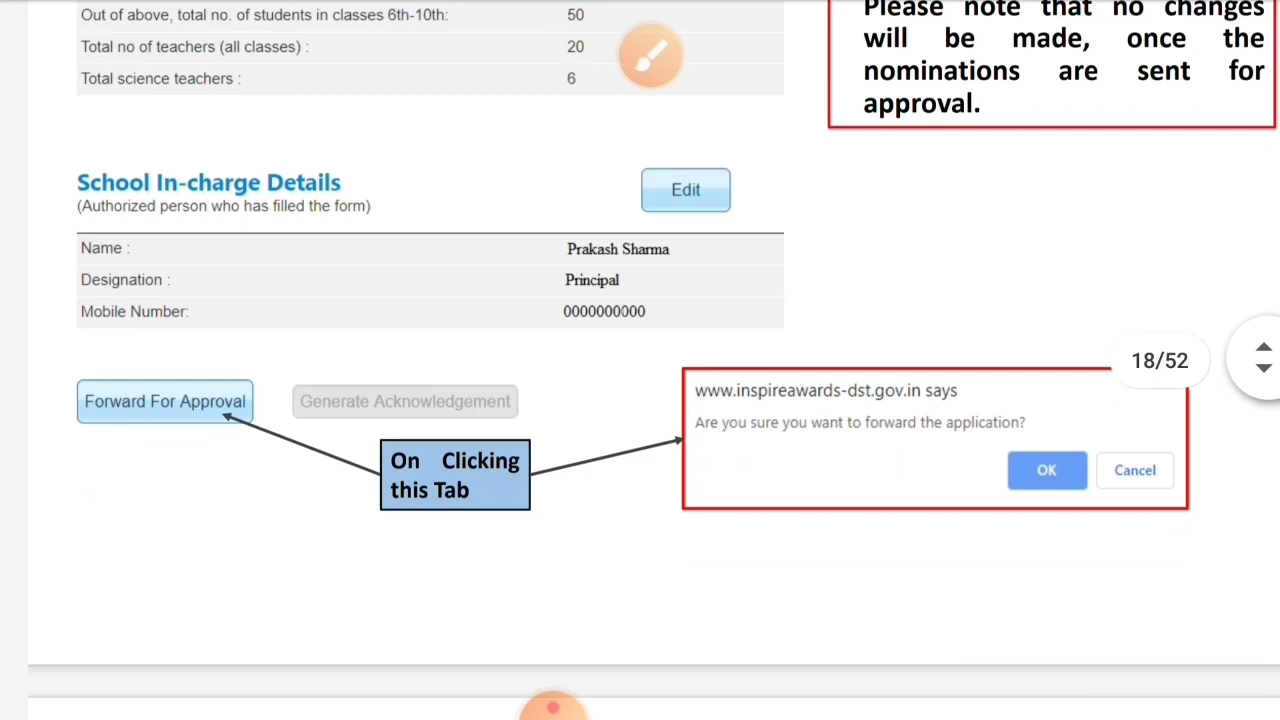 Out of above, total no. of students in classes 6th-10th: 50
Total no of teachers (all classes) : 20
Total science teachers : 6
Please note that no changes
will be made, once the
nominations are sent for
approval.
School In-charge Details
(Authorized person who has filled the form)
Edit
Name : Prakash Sharma
Designation : Principal
Mobile Number: 0000000000
18/52
Forward For Approval
Generate Acknowledgement
On Clicking
this Tab
www.inspireawards-dst.gov.in says
Are you sure you want to forward the application?
OK
Cancel